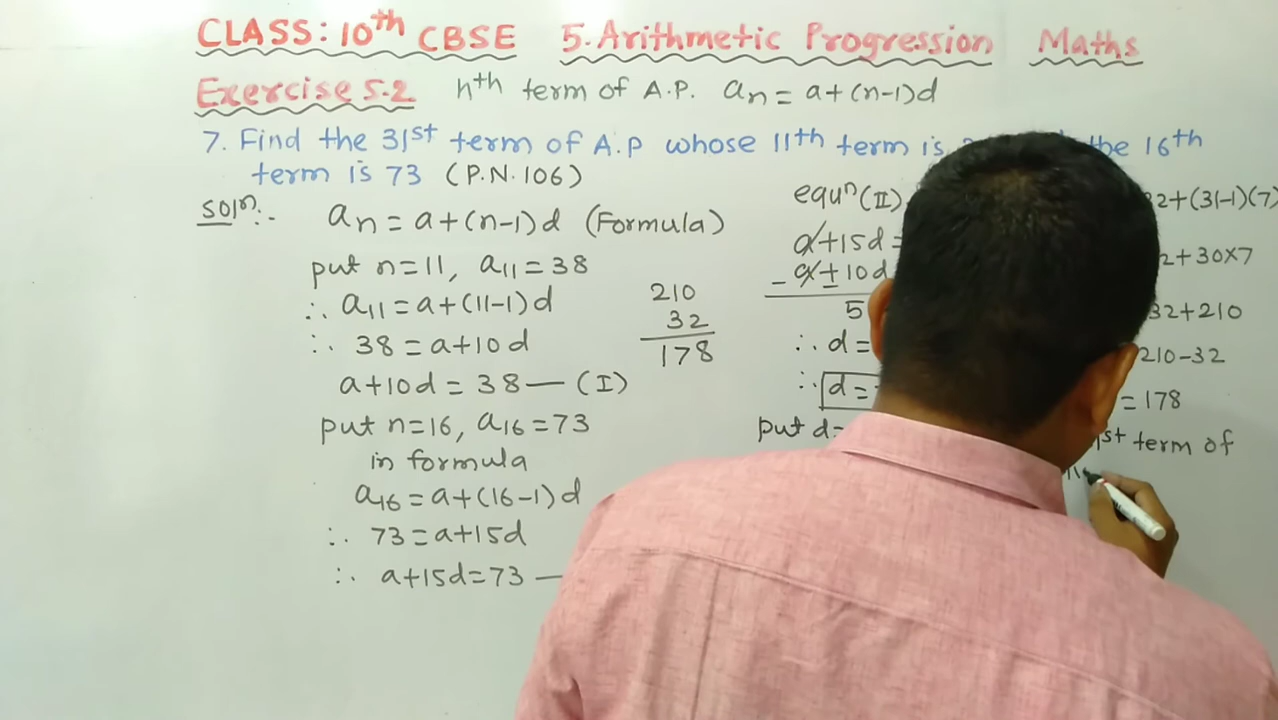 CLASS: 10th CBSE 5. Arithmetic Progression Maths
Exercise 5.2 nth term of A.P. an = a+(n-1)d
7. Find the 31st term of A.P whose 11th term is the 16th
term is 73 (P.N.106)
Soln:- an = a+(n-1)d (Formula)
put n=11, a11=38
∴ a11=a+(11-1)d
∴ 38=a+10d
a+10d=38—(I)
put n=16, a16=73
in formula
a16=a+(16-1)d
∴ 73=a+15d
∴ a+15d=73—
210
32
178
equn(II)
a+15d=
-a±10d
5
∴ d=
∴ d=
put d=
2+(31-1)(7)
2+30×7
32+210
210-32
=178
st term of